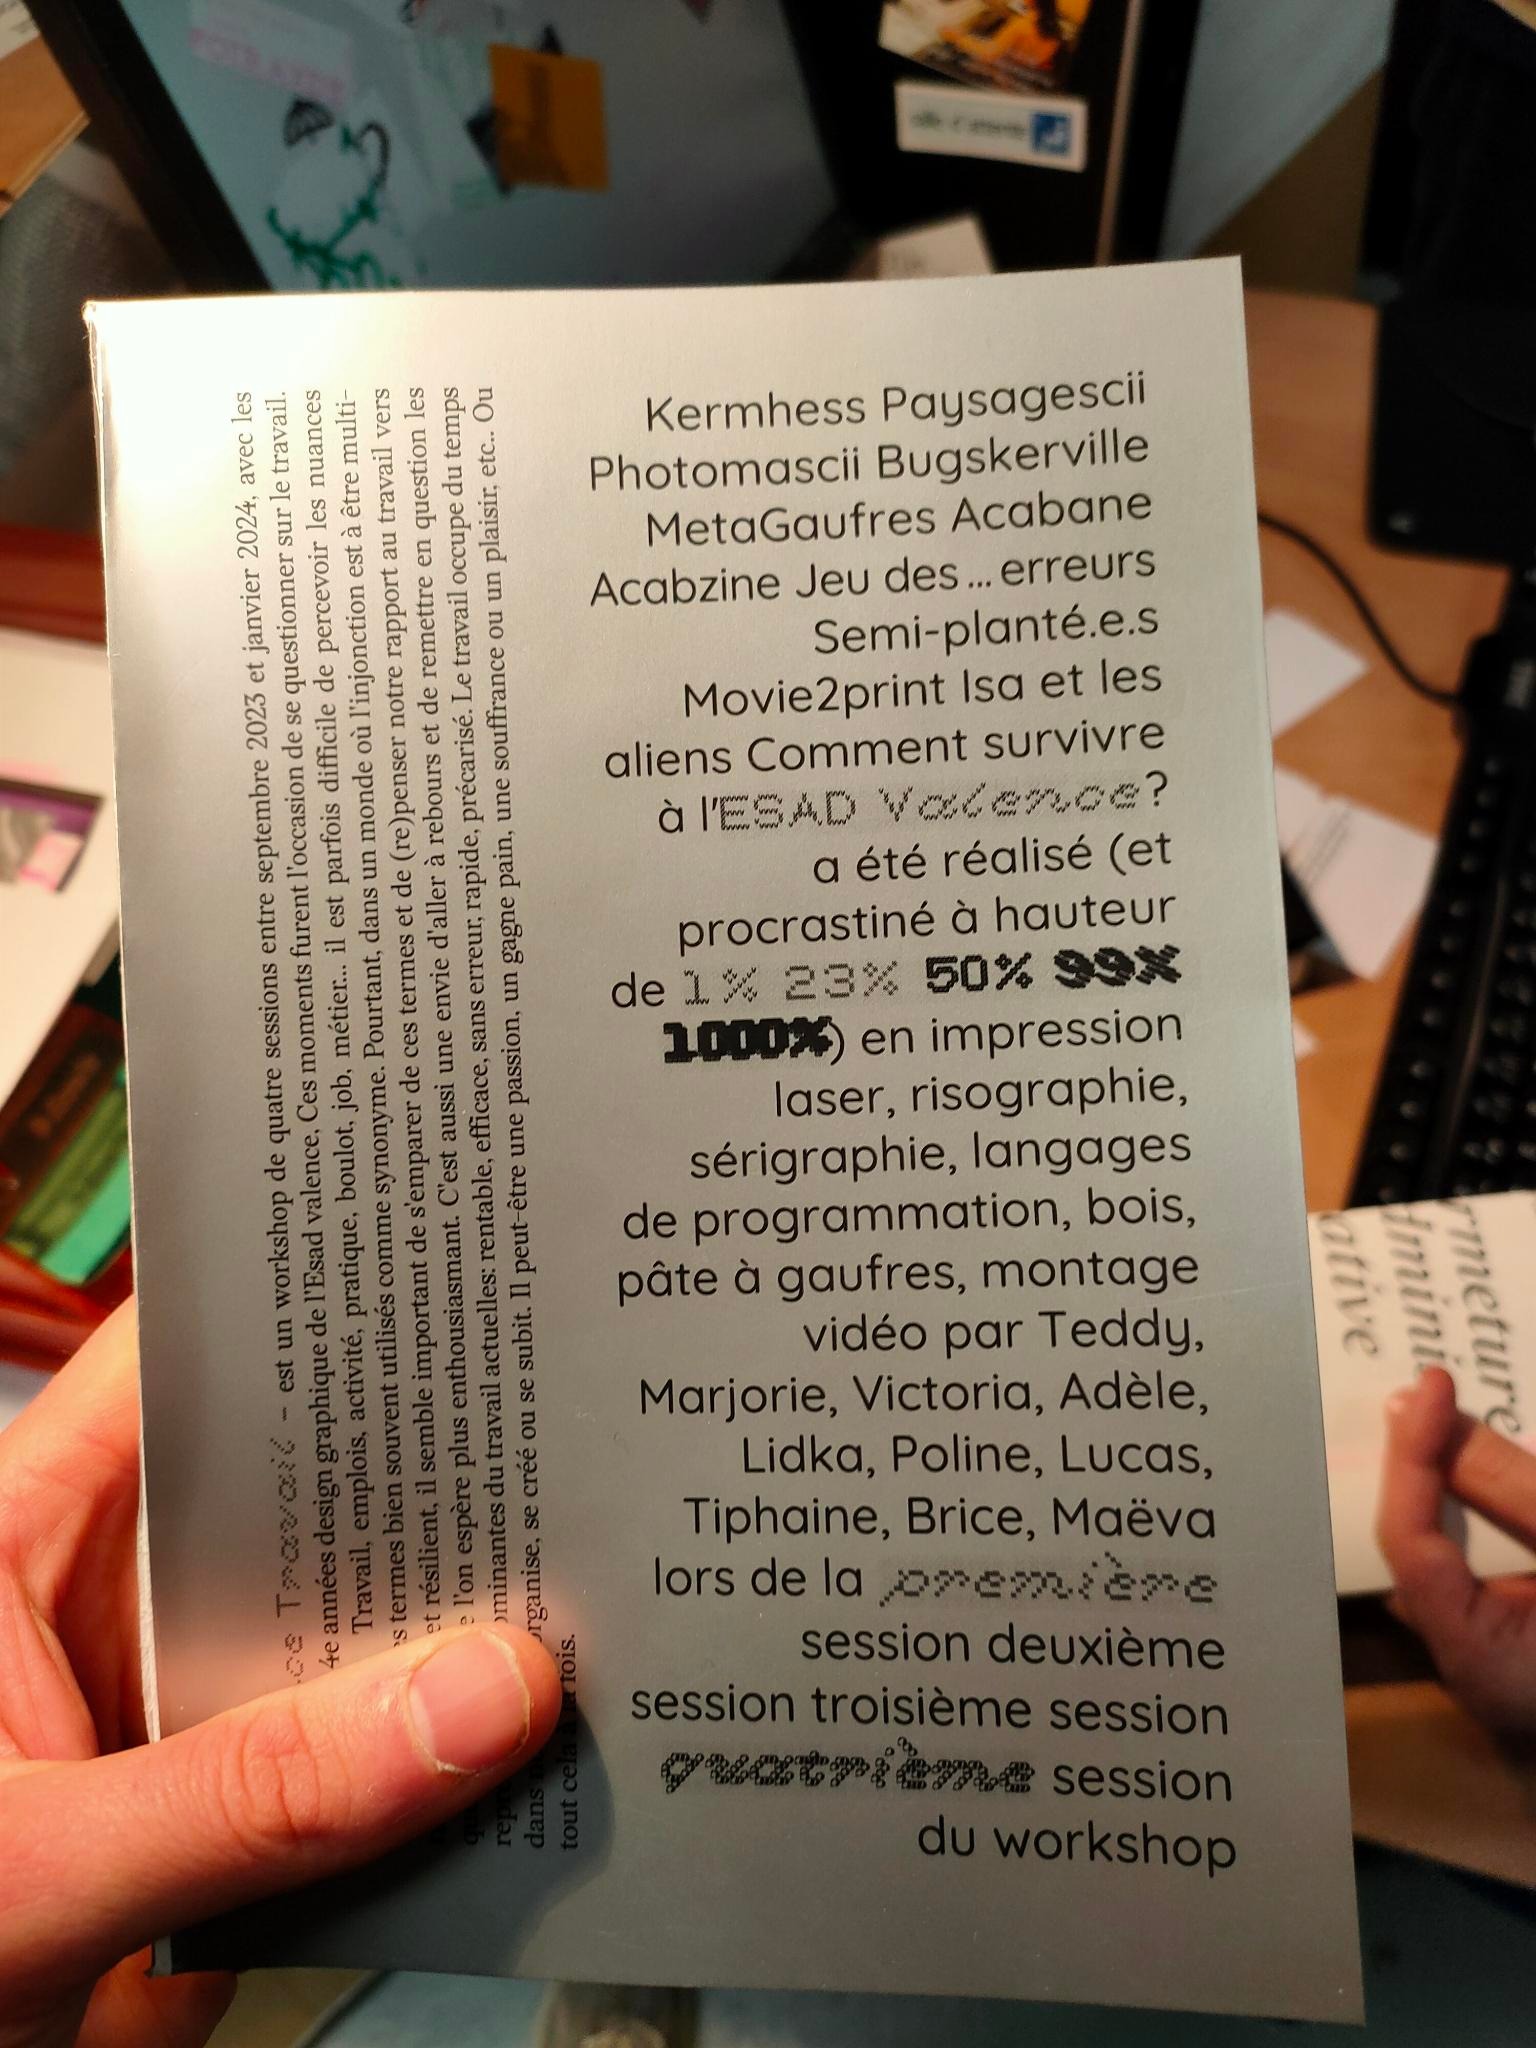 Kermhess Paysagescii
Photomascii Bugskerville
MetaGaufres Acabane
Acabzine Jeu des ... erreurs
Semi-planté.e.s
Movie2print Isa et les
aliens Comment survivre
à l'ESAD Valence?
a été réalisé (et
procrastiné à hauteur
de 1% 23% 50% 99%
1000%) en impression
laser, risographie,
sérigraphie, langages
de programmation, bois,
pâte à gaufres, montage
vidéo par Teddy,
Marjorie, Victoria, Adèle,
Lidka, Poline, Lucas,
Tiphaine, Brice, Maëva
lors de la première
session deuxième
session troisième session
quatrième session
du workshop
Travail – est un workshop de quatre sessions entre septembre 2023 et janvier 2024, avec les
4e années design graphique de l'Esad valence. Ces moments furent l'occasion de se questionner sur le travail.
Travail, emplois, activité, pratique, boulot, job, métier... il est parfois difficile de percevoir les nuances
termes bien souvent utilisés comme synonyme. Pourtant, dans un monde où l'injonction est à être multi-
et résilient, il semble important de s'emparer de ces termes et de (re)penser notre rapport au travail vers
l'on espère plus enthousiasmant. C'est aussi une envie d'aller à rebours et de remettre en question les
du travail actuelles: rentable, efficace, sans erreur, rapide, précarisé. Le travail occupe du temps
dans se créé ou se subit. Il peut-être une passion, un gagne pain, une souffrance ou un plaisir, etc.. Ou
tout cela à la fois.